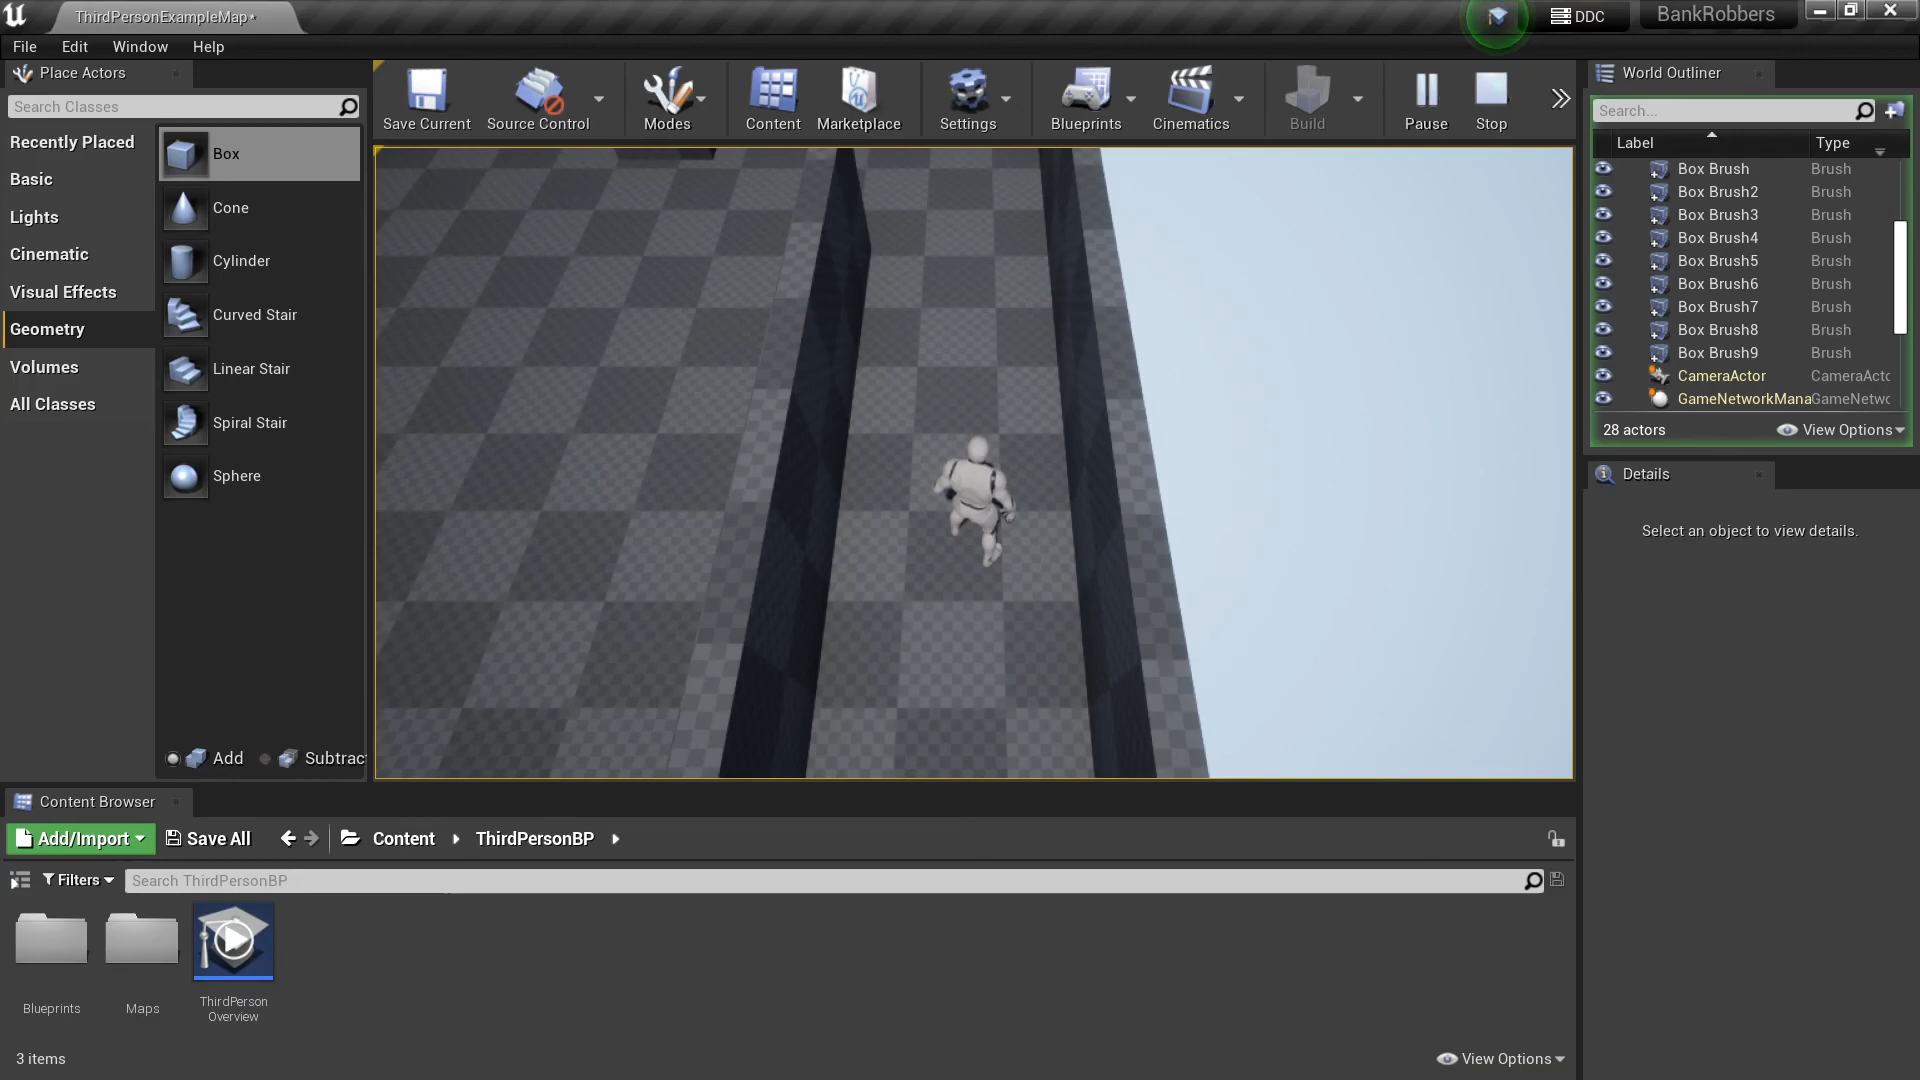 ThirdPersonExampleMap*
DDC
BankRobbers
File Edit Window Help
Place Actors
Search Classes
Recently Placed
Basic
Lights
Cinematic
Visual Effects
Geometry
Volumes
All Classes
Box
Cone
Cylinder
Curved Stair
Linear Stair
Spiral Stair
Sphere
Add Subtrac
Save Current
Source Control
Modes
Content
Marketplace
Settings
Blueprints
Cinematics
Build
Pause
Stop
World Outliner
Search...
Label Type
Box Brush Brush
Box Brush2 Brush
Box Brush3 Brush
Box Brush4 Brush
Box Brush5 Brush
Box Brush6 Brush
Box Brush7 Brush
Box Brush8 Brush
Box Brush9 Brush
CameraActor CameraActo
GameNetworkMana GameNetwo
28 actors View Options
Details
Select an object to view details.
Content Browser
Add/Import Save All Content ThirdPersonBP
Filters Search ThirdPersonBP
Blueprints
Maps
ThirdPerson
Overview
3 items View Options